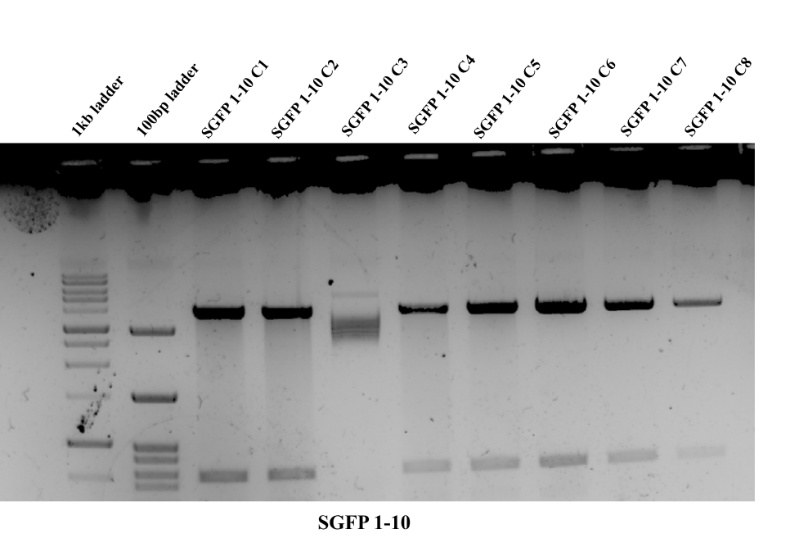 1kb ladder
100bp ladder
SGFP 1-10 C1
SGFP 1-10 C2
SGFP 1-10 C3
SGFP 1-10 C4
SGFP 1-10 C5
SGFP 1-10 C6
SGFP 1-10 C7
SGFP 1-10 C8
SGFP 1-10